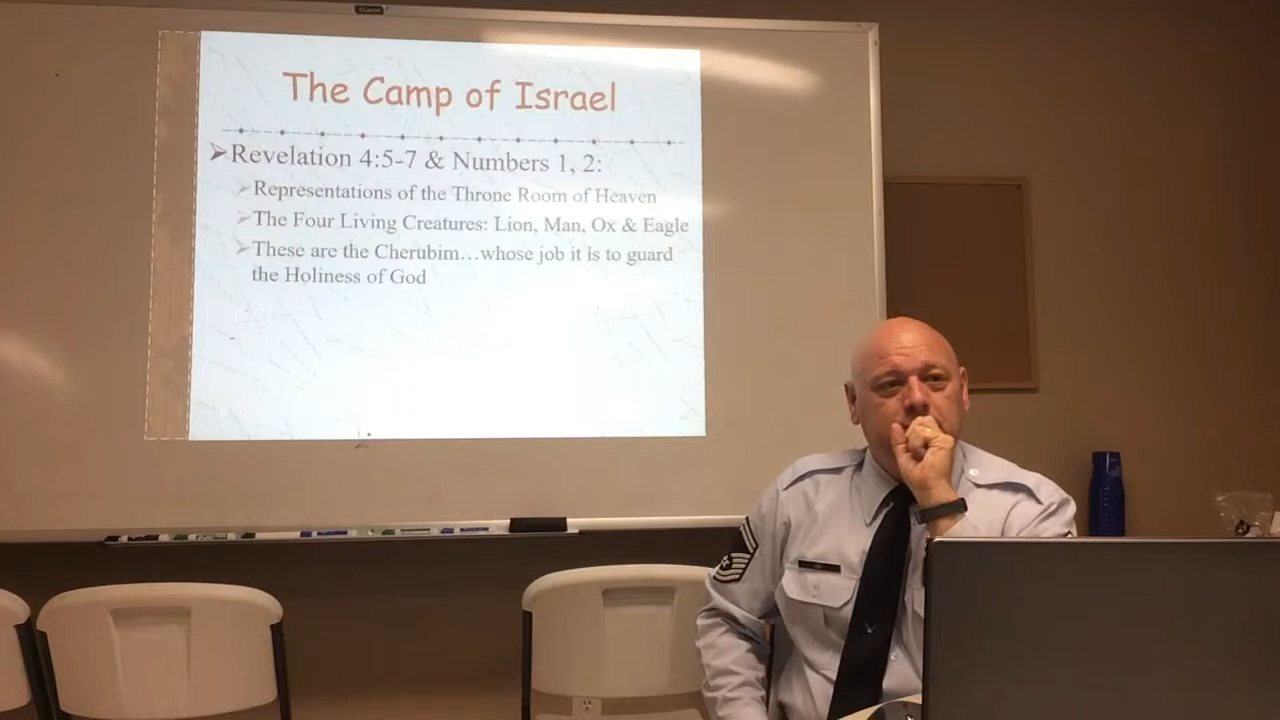 The Camp of Israel
Revelation 4:5-7 & Numbers 1, 2:
Representations of the Throne Room of Heaven
The Four Living Creatures: Lion, Man, Ox & Eagle
These are the Cherubim…whose job it is to guard
the Holiness of God